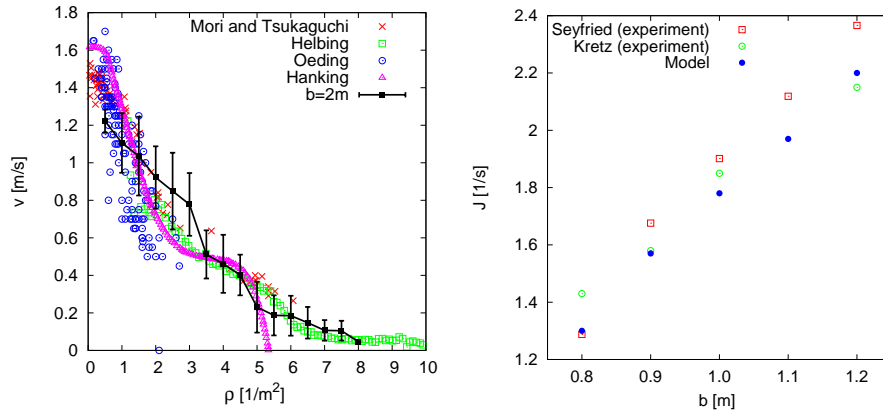 Mori and Tsukaguchi
Helbing
Oeding
Hanking
b=2m
v [m/s]
1.8
1.6
1.4
1.2
1
0.8
0.6
0.4
0.2
0
0 1 2 3 4 5 6 7 8 9 10
ρ [1/m²]
Seyfried (experiment)
Kretz (experiment)
Model
J [1/s]
2.4
2.2
2.0
1.8
1.6
1.4
1.2
0.8 0.9 1.0 1.1 1.2
b [m]